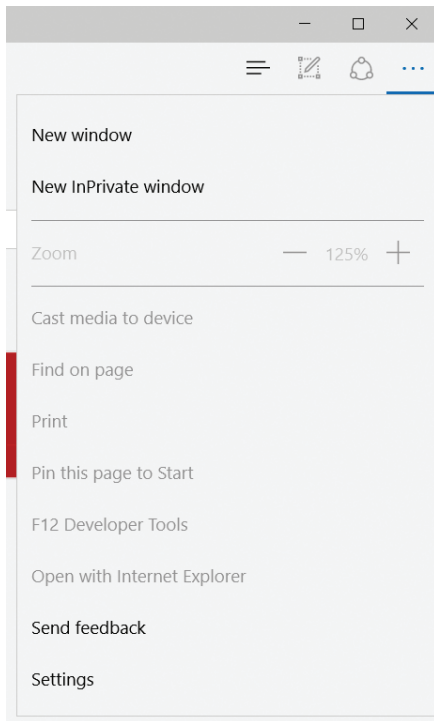 New window
New InPrivate window
Zoom 125%
Cast media to device
Find on page
Print
Pin this page to Start
F12 Developer Tools
Open with Internet Explorer
Send feedback
Settings